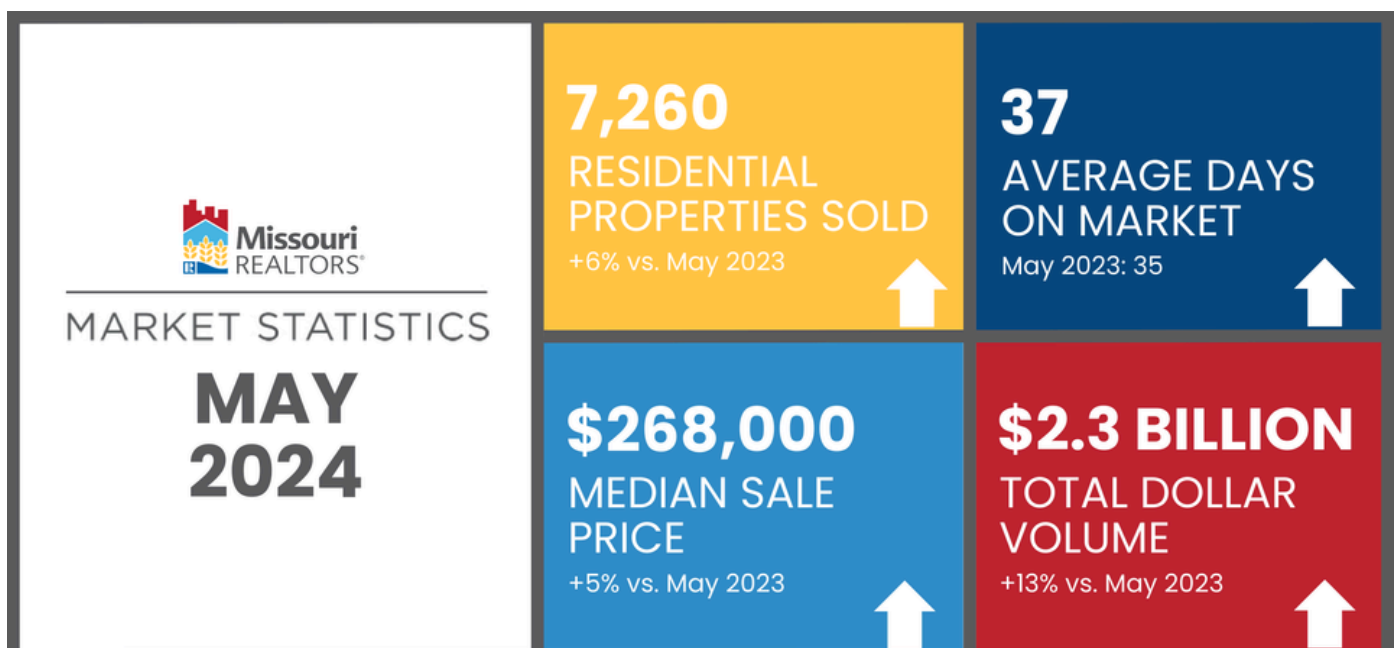 Missouri
REALTORS®
MARKET STATISTICS
MAY
2024
7,260
RESIDENTIAL
PROPERTIES SOLD
+6% vs. May 2023
37
AVERAGE DAYS
ON MARKET
May 2023: 35
$268,000
MEDIAN SALE
PRICE
+5% vs. May 2023
$2.3 BILLION
TOTAL DOLLAR
VOLUME
+13% vs. May 2023